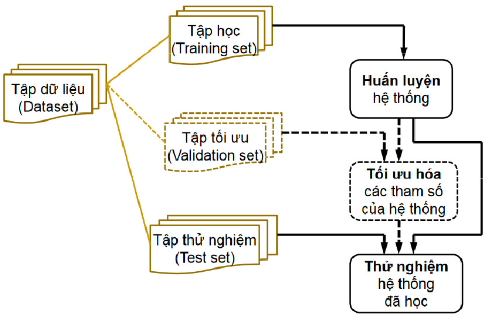 Tập học
(Training set)
Huấn luyện
hệ thống
Tập dữ liệu
(Dataset)
Tập tối ưu
(Validation set)
Tối ưu hóa
các tham số
của hệ thống
Tập thử nghiệm
(Test set)
Thử nghiệm
hệ thống
đã học